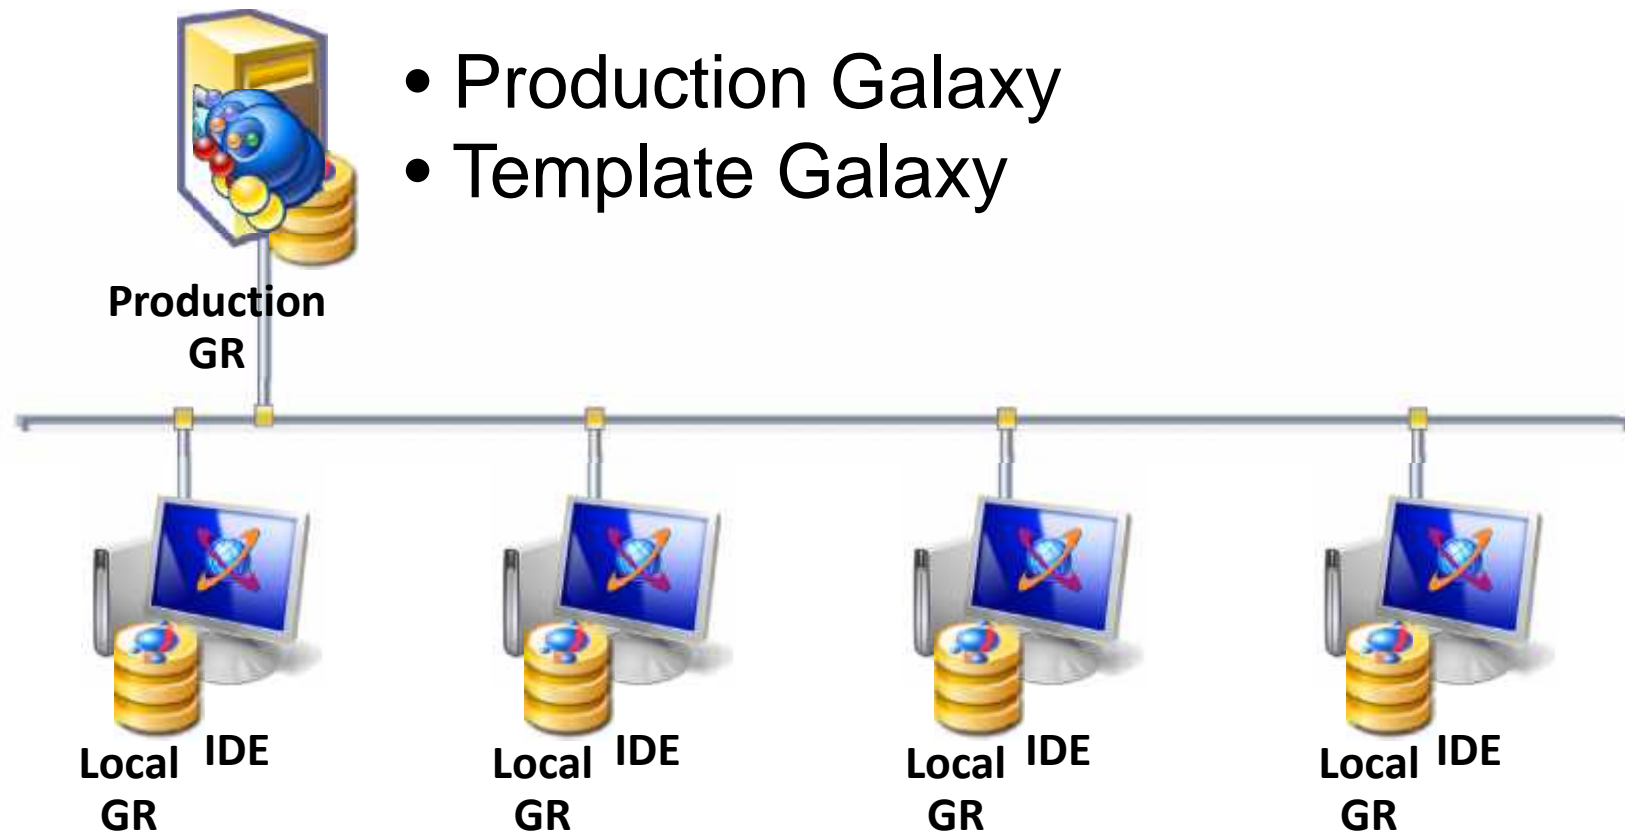 • Production Galaxy
• Template Galaxy
Production
GR
Local IDE
GR
Local IDE
GR
Local IDE
GR
Local IDE
GR